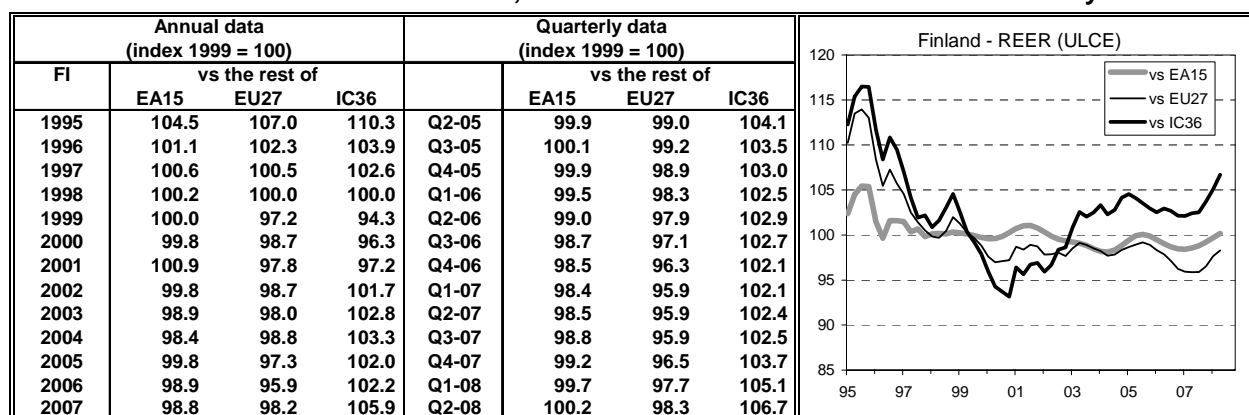 Annual data Quarterly data
(index 1999 = 100) (index 1999 = 100)
FI vs the rest of vs the rest of
EA15 EU27 IC36 EA15 EU27 IC36
1995 104.5 107.0 110.3 Q2-05 99.9 99.0 104.1
1996 101.1 102.3 103.9 Q3-05 100.1 99.2 103.5
1997 100.6 100.5 102.6 Q4-05 99.9 98.9 103.0
1998 100.2 100.0 100.0 Q1-06 99.5 98.3 102.5
1999 100.0 97.2 94.3 Q2-06 99.0 97.9 102.9
2000 99.8 98.7 96.3 Q3-06 98.7 97.1 102.7
2001 100.9 97.8 97.2 Q4-06 98.5 96.3 102.1
2002 99.8 98.7 101.7 Q1-07 98.4 95.9 102.1
2003 98.9 98.0 102.8 Q2-07 98.5 95.9 102.4
2004 98.4 98.8 103.3 Q3-07 98.8 95.9 102.5
2005 99.8 97.3 102.0 Q4-07 99.2 96.5 103.7
2006 98.9 95.9 102.2 Q1-08 99.7 97.7 105.1
2007 98.8 98.2 105.9 Q2-08 100.2 98.3 106.7
Finland - REER (ULCE)
vs EA15
vs EU27
vs IC36
120
115
110
105
100
95
90
85
95 97 99 01 03 05 07